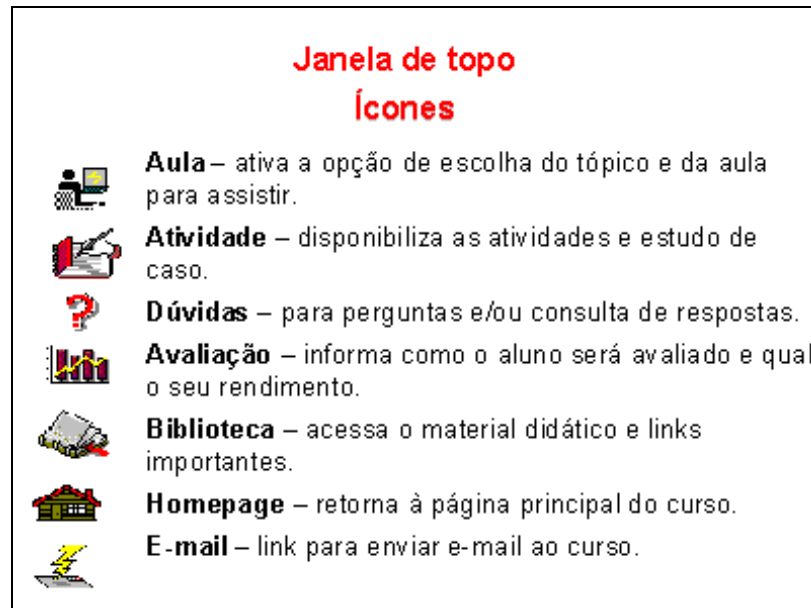 Janela de topo
Ícones
Aula – ativa a opção de escolha do tópico e da aula
para assistir.
Atividade – disponibiliza as atividades e estudo de
caso.
Dúvidas – para perguntas e/ou consulta de respostas.
Avaliação – informa como o aluno será avaliado e qual
o seu rendimento.
Biblioteca – acessa o material didático e links
importantes.
Homepage – retorna à página principal do curso.
E-mail – link para enviar e-mail ao curso.